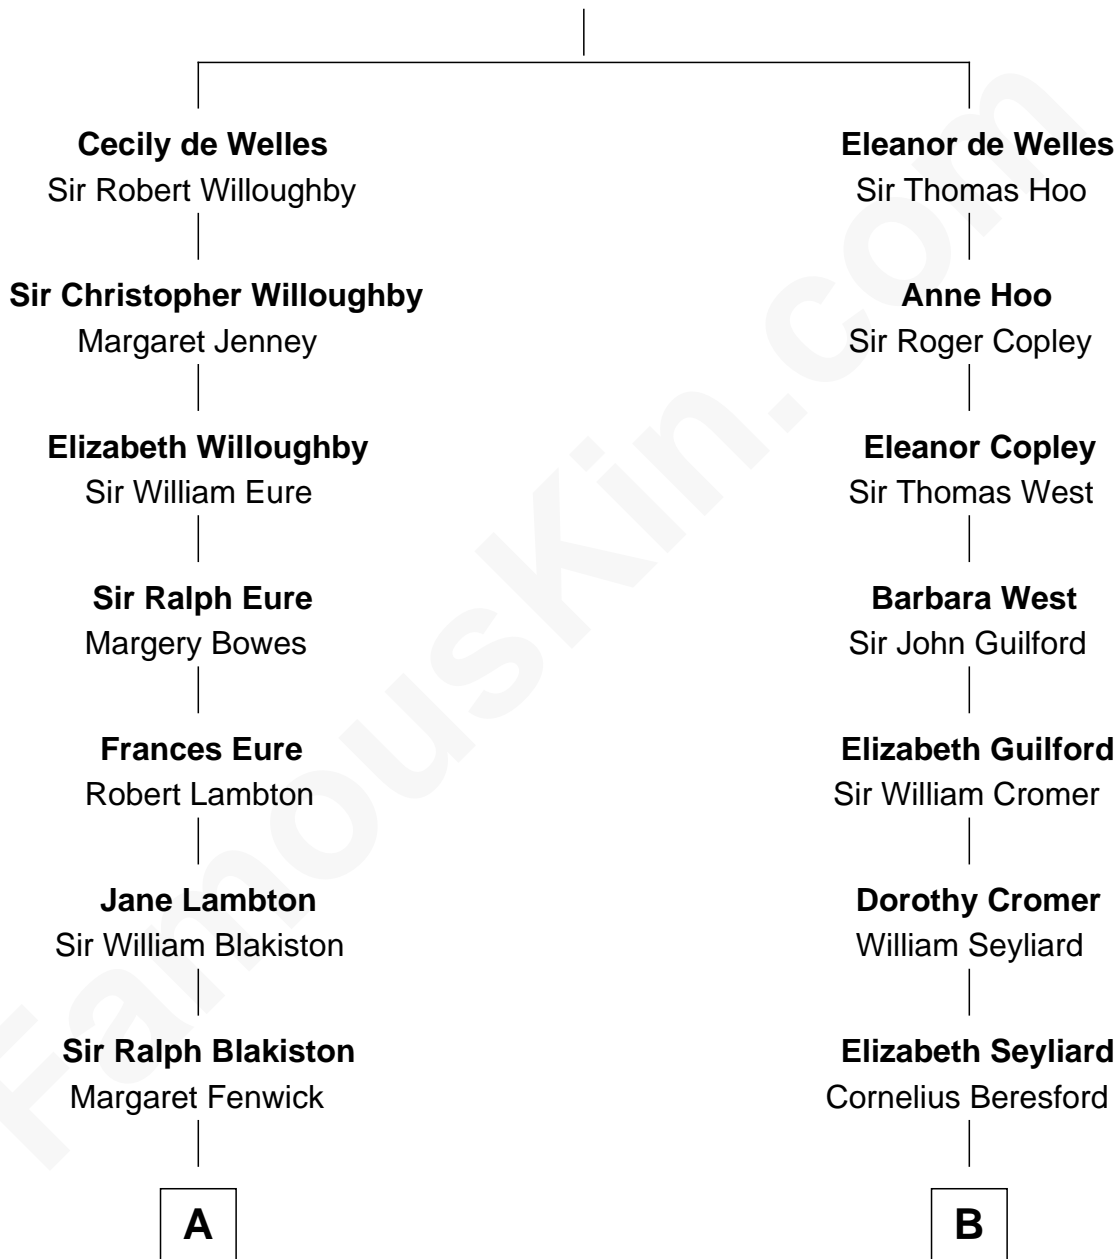 Cecily de Welles
Sir Robert Willoughby
Sir Christopher Willoughby
Margaret Jenney
Elizabeth Willoughby
Sir William Eure
Sir Ralph Eure
Margery Bowes
Frances Eure
Robert Lambton
Jane Lambton
Sir William Blakiston
Sir Ralph Blakiston
Margaret Fenwick
A
Eleanor de Welles
Sir Thomas Hoo
Anne Hoo
Sir Roger Copley
Eleanor Copley
Sir Thomas West
Barbara West
Sir John Guilford
Elizabeth Guilford
Sir William Cromer
Dorothy Cromer
William Seyliard
Elizabeth Seyliard
Cornelius Beresford
B
FamousKin.com